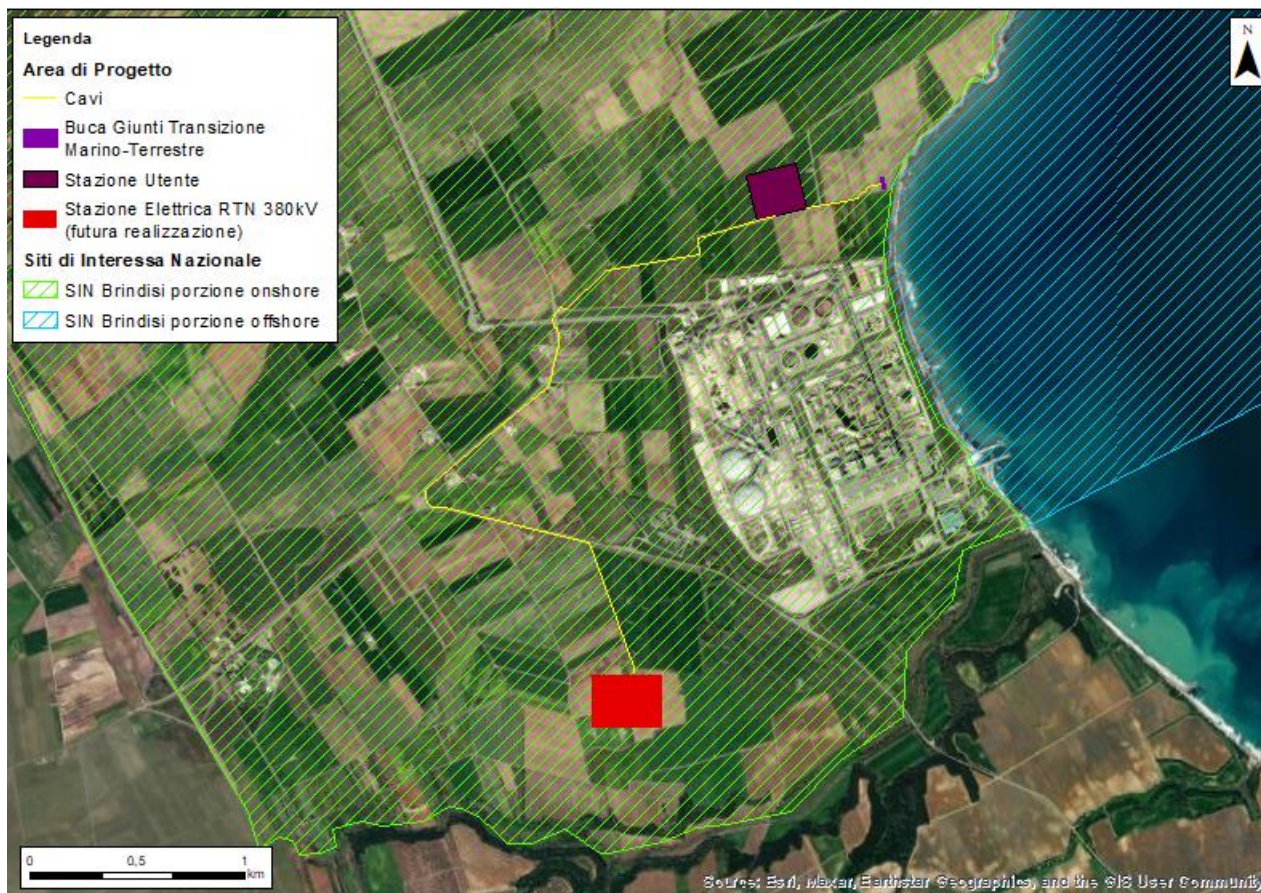 Legenda
Area di Progetto
Cavi
Buca Giunti Transizione
Marino-Terrestre
Stazione Utente
Stazione Elettrica RTN 380kV
(futura realizzazione)
Siti di Interessa Nazionale
SIN Brindisi porzione onshore
SIN Brindisi porzione offshore
N
0 0,5 1
km
Source: Esri, Maxar, Earthstar Geographics, and the GIS User Community